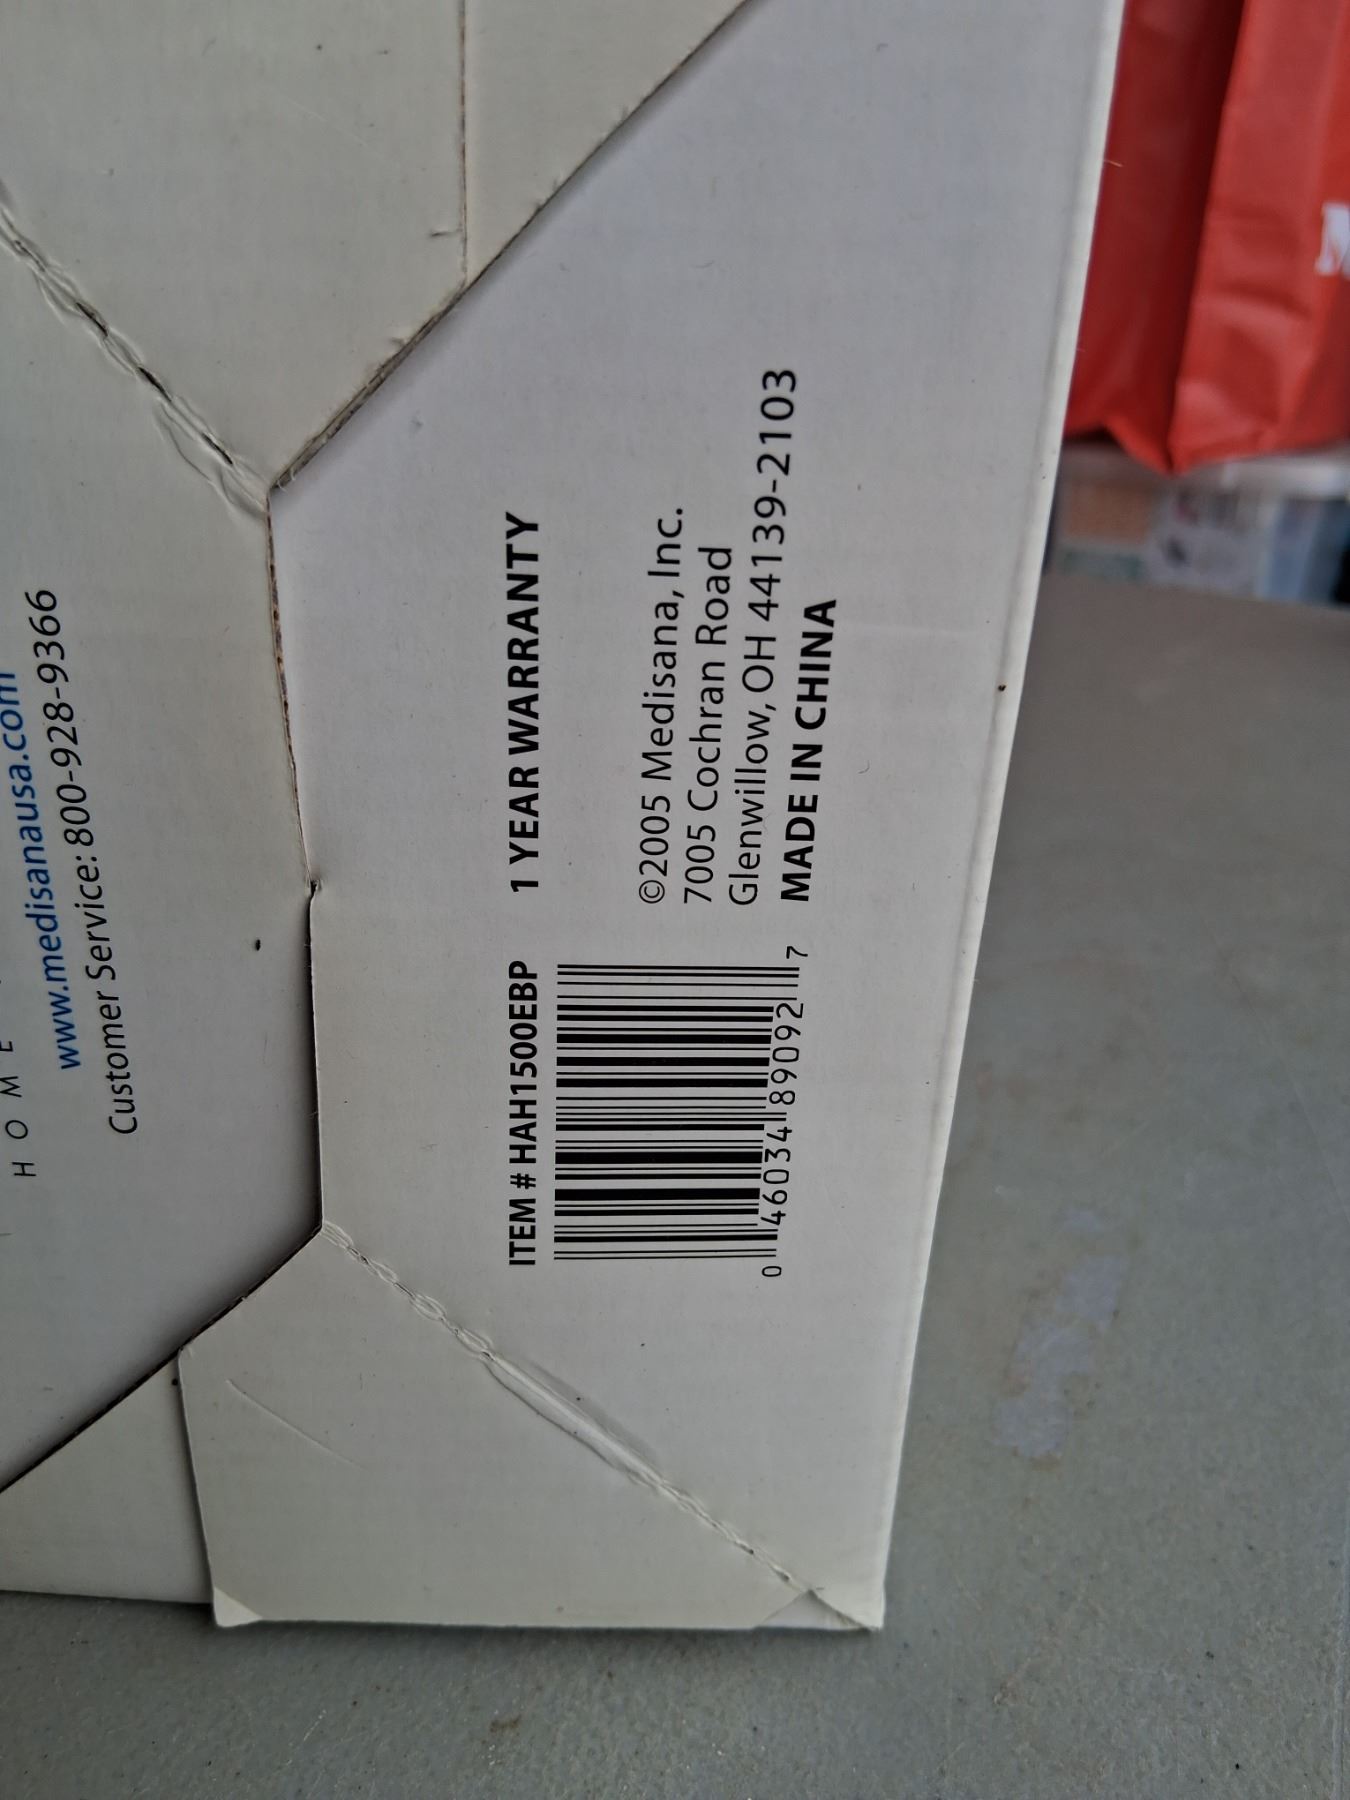 HOME
www.medisanausa.com
Customer Service: 800-928-9366
ITEM # HAH1500EBP
1 YEAR WARRANTY
0 46034 89092 7
©2005 Medisana, Inc.
7005 Cochran Road
Glenwillow, OH 44139-2103
MADE IN CHINA